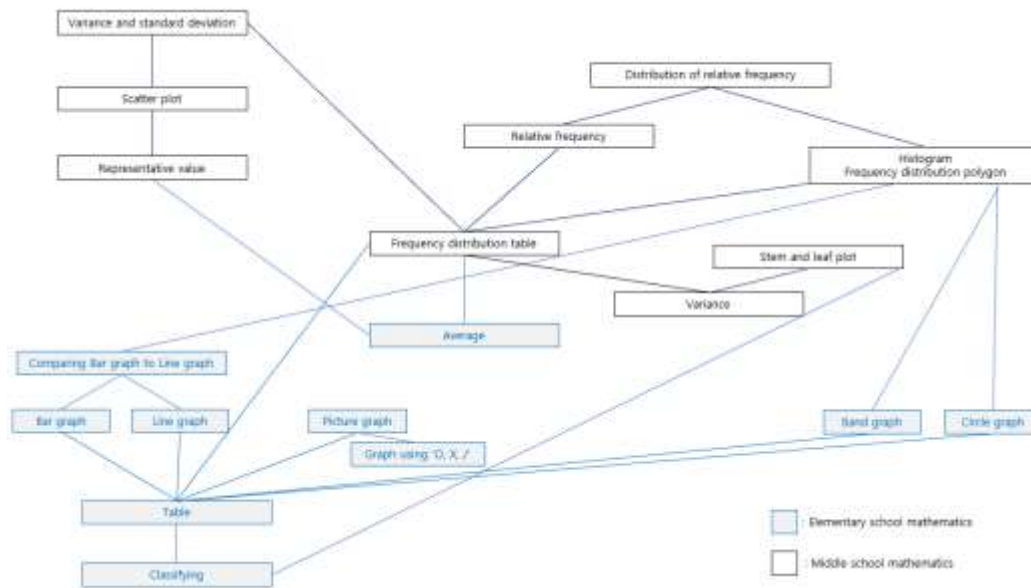 Variance and standard deviation
Distribution of relative frequency
Scatter plot
Relative frequency
Representative value
Histogram
Frequency distribution polygon
Frequency distribution table
Stem and leaf plot
Variance
Average
Comparing Bar graph to Line graph
Bar graph
Line graph
Picture graph
Band graph
Circle graph
Graph using 'O, X, /'
Table
Elementary school mathematics
Classifying
Middle school mathematics